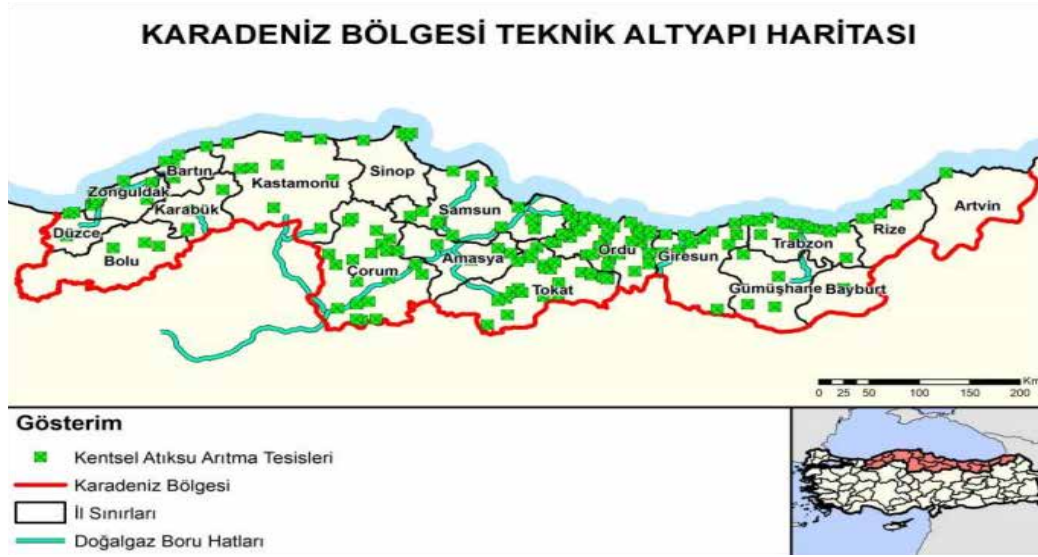 KARADENİZ BÖLGESİ TEKNİK ALTYAPI HARİTASI
Sinop
Bartın
Kastamonu
Zonguldak
Karabük
Samsun
Artvin
Düzce
Rize
Bolu
Ordu
Trabzon
Amasya
Giresun
Çorum
Tokat
Gümüşhane
Bayburt
Km
0 25 50 100 150 200
Gösterim
Kentsel Atıksu Arıtma Tesisleri
Karadeniz Bölgesi
İl Sınırları
Doğalgaz Boru Hatları